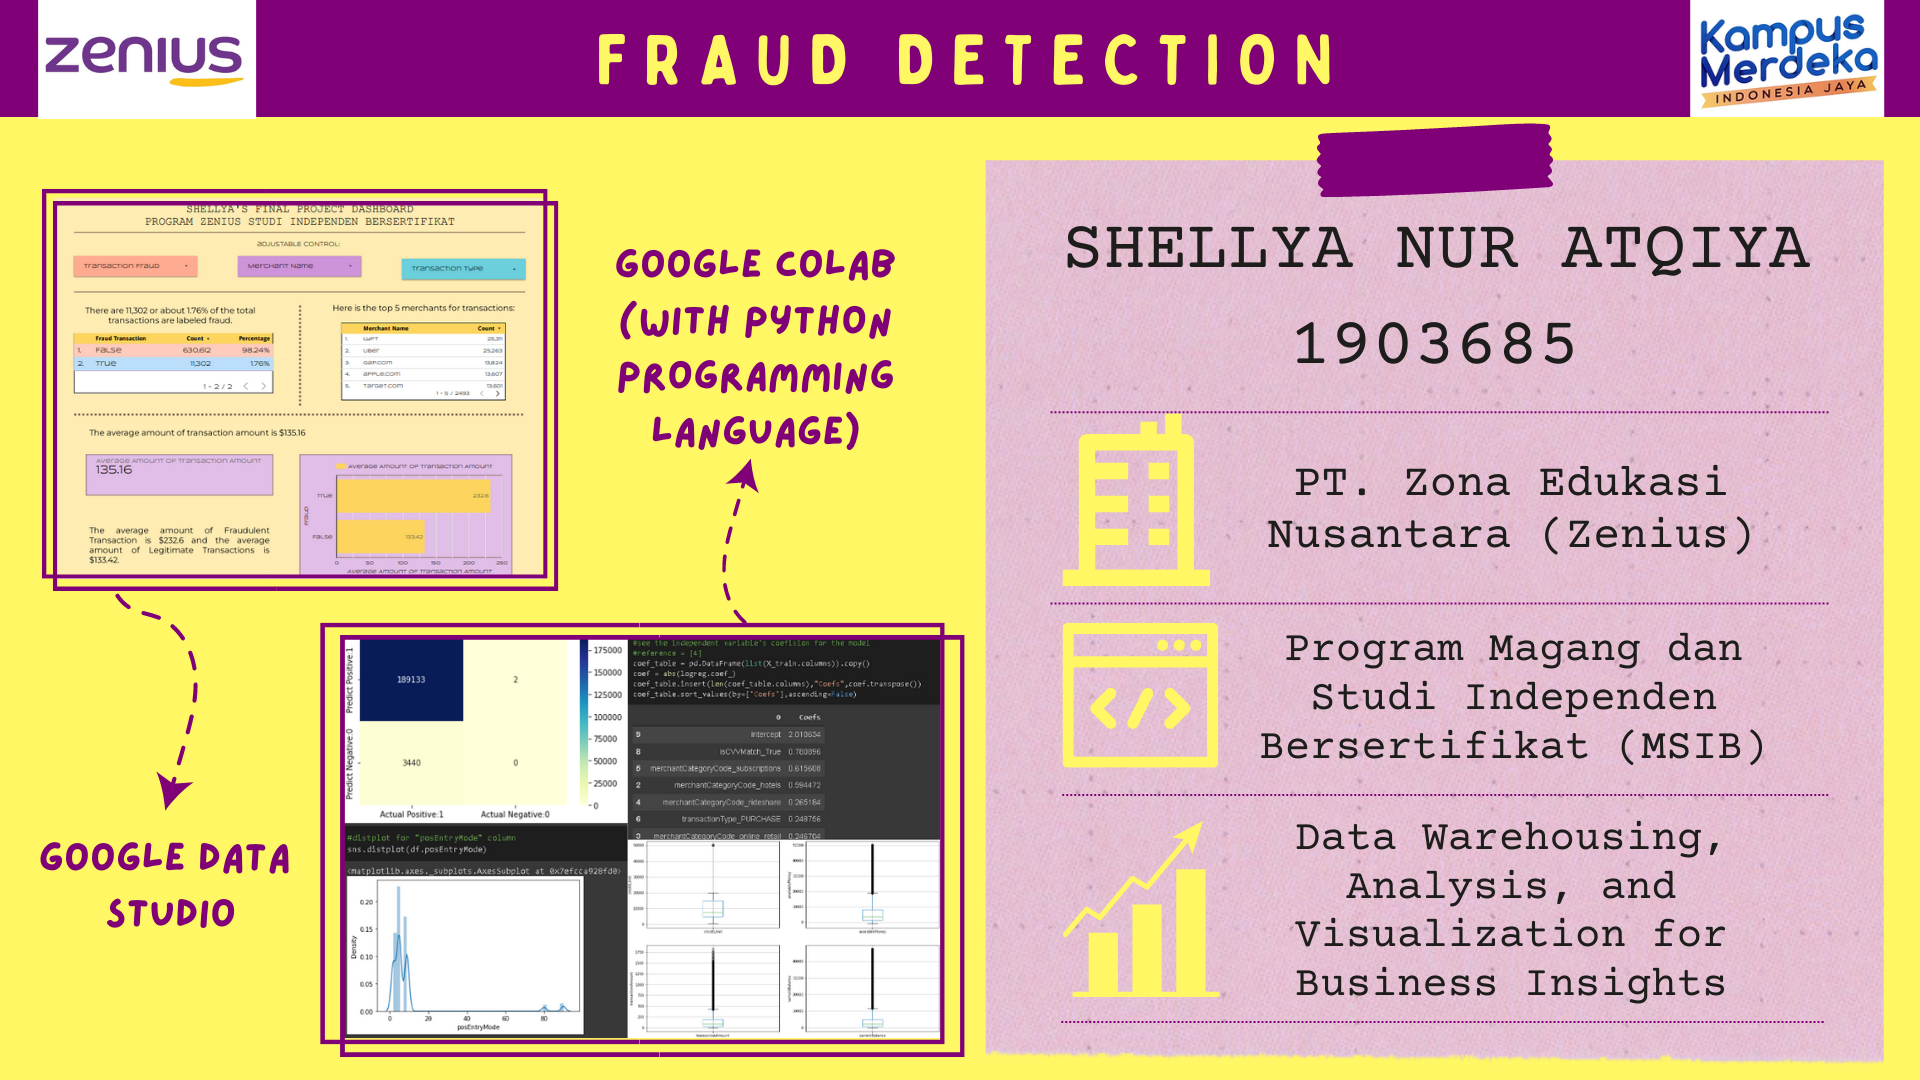 zenius
FRAUD DETECTION
Kampus
Merdeka
INDONESIA JAYA
SHELLYA'S FINAL PROJECT DASHBOARD
PROGRAM ZENIUS STUDI INDEPENDEN BERSERTIFIKAT
ADJUSTABLE CONTROL:
Transaction Fraud
Merchant Name
Transaction Type
There are 11,302 or about 1.76% of the total
transactions are labeled fraud.
Fraud Transaction Count Percentage
1. False 630,612 98.24%
2. True 11,302 1.76%
1 - 2 / 2
Here is the top 5 merchants for transactions:
Merchant Name Count
1. Lyft 25,311
2. Uber 25,263
3. gap.com 13,824
4. apple.com 13,607
5. target.com 13,601
1 - 5 / 2493
The average amount of transaction amount is $135.16
Average Amount of Transaction Amount
135.16
The average amount of Fraudulent
Transaction is $232.6 and the average
amount of Legitimate Transactions is
$133.42.
Average Amount of Transaction Amount
Fraud
True 232.6
False 133.42
0 50 100 150 200 250
Average Amount of Transaction Amount
GOOGLE COLAB
(WITH PYTHON
PROGRAMMING
LANGUAGE)
GOOGLE DATA
STUDIO
Predict Positive:1
Predict Negative:0
189133 2
3440 0
Actual Positive:1 Actual Negative:0
175000
150000
125000
100000
75000
50000
25000
0
#see the independent variable's coefision for the model
#reference = [4]
coef_table = pd.DataFrame(list(X_train.columns)).copy()
coef = abs(logreg.coef_)
coef_table.insert(len(coef_table.columns),"Coefs",coef.transpose())
coef_table.sort_values(by=["Coefs"],ascending=False)
0 Coefs
9 Intercept 2.010634
8 isCVVMatch_True 0.780896
5 merchantCategoryCode_subscriptions 0.615608
2 merchantCategoryCode_hotels 0.594472
4 merchantCategoryCode_rideshare 0.265184
6 transactionType_PURCHASE 0.248756
3 merchantCategoryCode_online_retail 0.246764
#distplot for "posEntryMode" column
sns.distplot(df.posEntryMode)
<matplotlib.axes._subplots.AxesSubplot at 0x7efcca928fd0>
Density
0.20
0.15
0.10
0.05
0.00
0 20 40 60 80
posEntryMode
SHELLYA NUR ATQIYA
1903685
PT. Zona Edukasi
Nusantara (Zenius)
Program Magang dan
Studi Independen
Bersertifikat (MSIB)
Data Warehousing,
Analysis, and
Visualization for
Business Insights